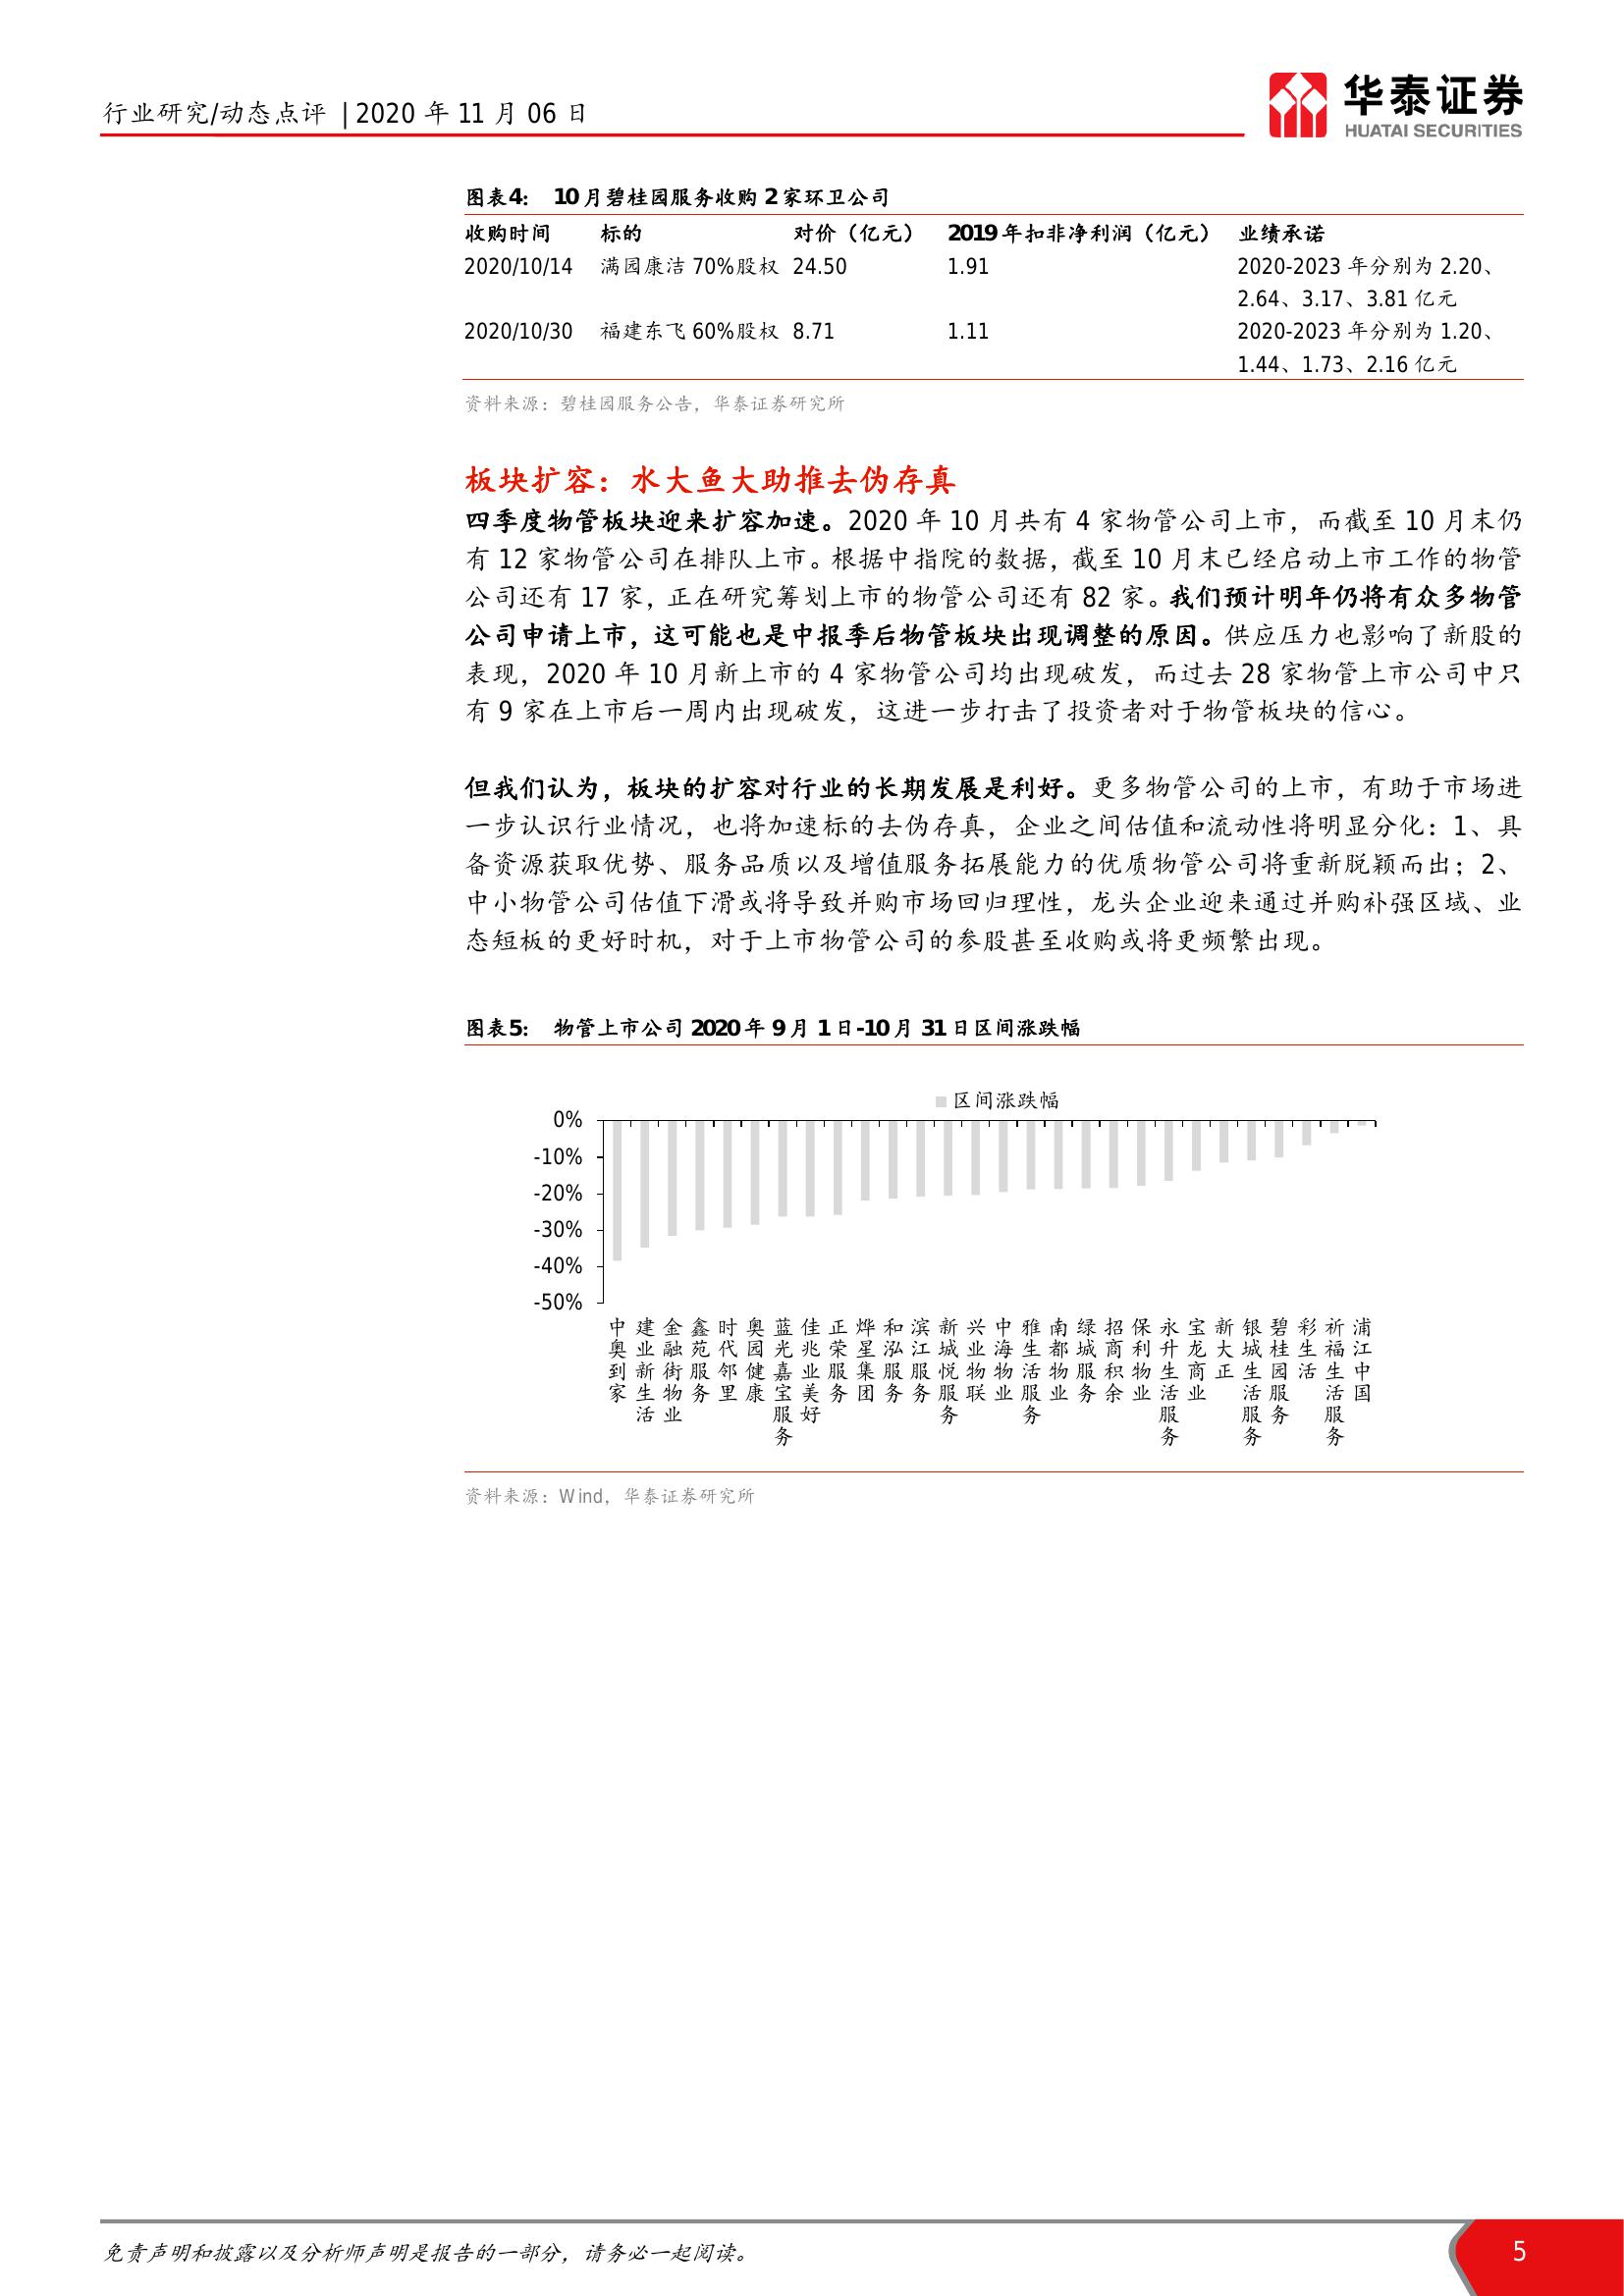 行业研究/动态点评 | 2020 年 11 月 06 日
华泰证券
HUATAI SECURITIES
图表4： 10 月碧桂园服务收购 2 家环卫公司
收购时间 标的 对价（亿元） 2019 年扣非净利润（亿元） 业绩承诺
2020/10/14 满园康洁 70%股权 24.50 1.91 2020-2023 年分别为 2.20、
2.64、3.17、3.81 亿元
2020/10/30 福建东飞 60%股权 8.71 1.11 2020-2023 年分别为 1.20、
1.44、1.73、2.16 亿元
资料来源：碧桂园服务公告，华泰证券研究所
板块扩容：水大鱼大助推去伪存真
四季度物管板块迎来扩容加速。2020 年 10 月共有 4 家物管公司上市，而截至 10 月末仍
有 12 家物管公司在排队上市。根据中指院的数据，截至 10 月末已经启动上市工作的物管
公司还有 17 家，正在研究筹划上市的物管公司还有 82 家。我们预计明年仍将有众多物管
公司申请上市，这可能也是中报季后物管板块出现调整的原因。供应压力也影响了新股的
表现，2020 年 10 月新上市的 4 家物管公司均出现破发，而过去 28 家物管上市公司中只
有 9 家在上市后一周内出现破发，这进一步打击了投资者对于物管板块的信心。
但我们认为，板块的扩容对行业的长期发展是利好。更多物管公司的上市，有助于市场进
一步认识行业情况，也将加速标的去伪存真，企业之间估值和流动性将明显分化：1、具
备资源获取优势、服务品质以及增值服务拓展能力的优质物管公司将重新脱颖而出；2、
中小物管公司估值下滑或将导致并购市场回归理性，龙头企业迎来通过并购补强区域、业
态短板的更好时机，对于上市物管公司的参股甚至收购或将更频繁出现。
图表5： 物管上市公司 2020 年 9 月 1 日-10 月 31 日区间涨跌幅
区间涨跌幅
0%
-10%
-20%
-30%
-40%
-50%
中奥到家
建业新生活
金融街物业
鑫苑服务
时代邻里
奥园健康
蓝光嘉宝服务
佳兆业美好
正荣服务
烨星集团
和泓服务
滨江服务
新城悦服务
兴业物联
中海物业
雅生活服务
南都物业
绿城服务
招商积余
保利物业
永升生活服务
宝龙商业
新大正
银城生活服务
碧桂园服务
彩生活
祈福生活服务
浦江中国
资料来源：Wind，华泰证券研究所
免责声明和披露以及分析师声明是报告的一部分，请务必一起阅读。
5